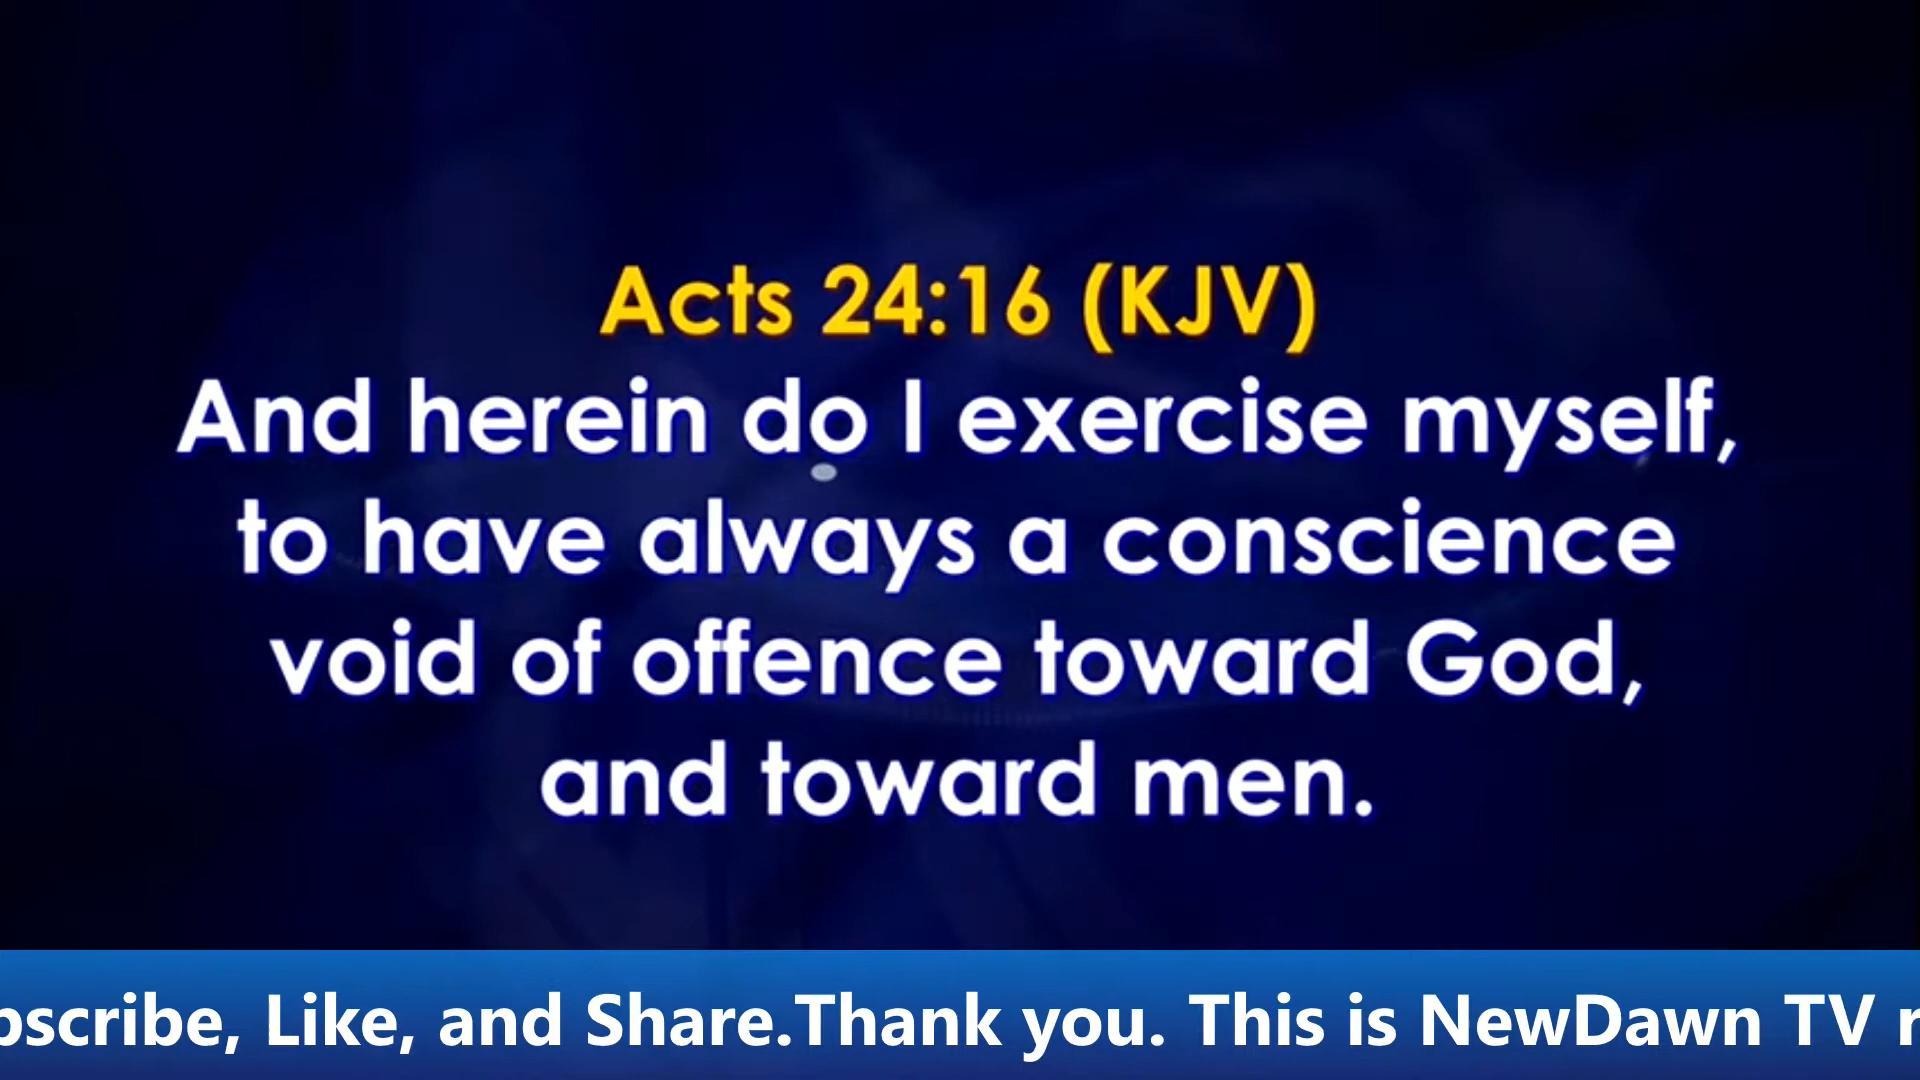 Acts 24:16 (KJV)
And herein do I exercise myself,
to have always a conscience
void of offence toward God,
and toward men.
bscribe, Like, and Share.Thank you. This is NewDawn TV